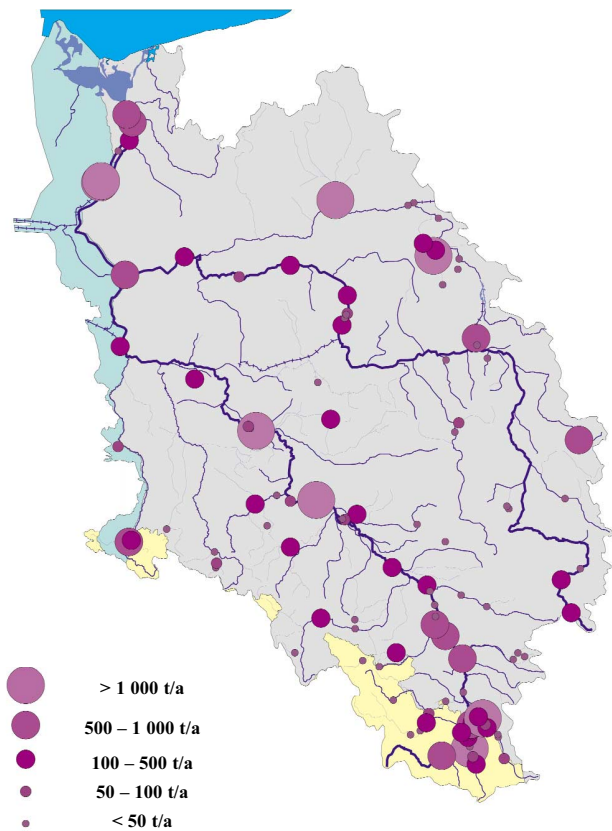 > 1 000 t/a
500 – 1 000 t/a
100 – 500 t/a
50 – 100 t/a
< 50 t/a